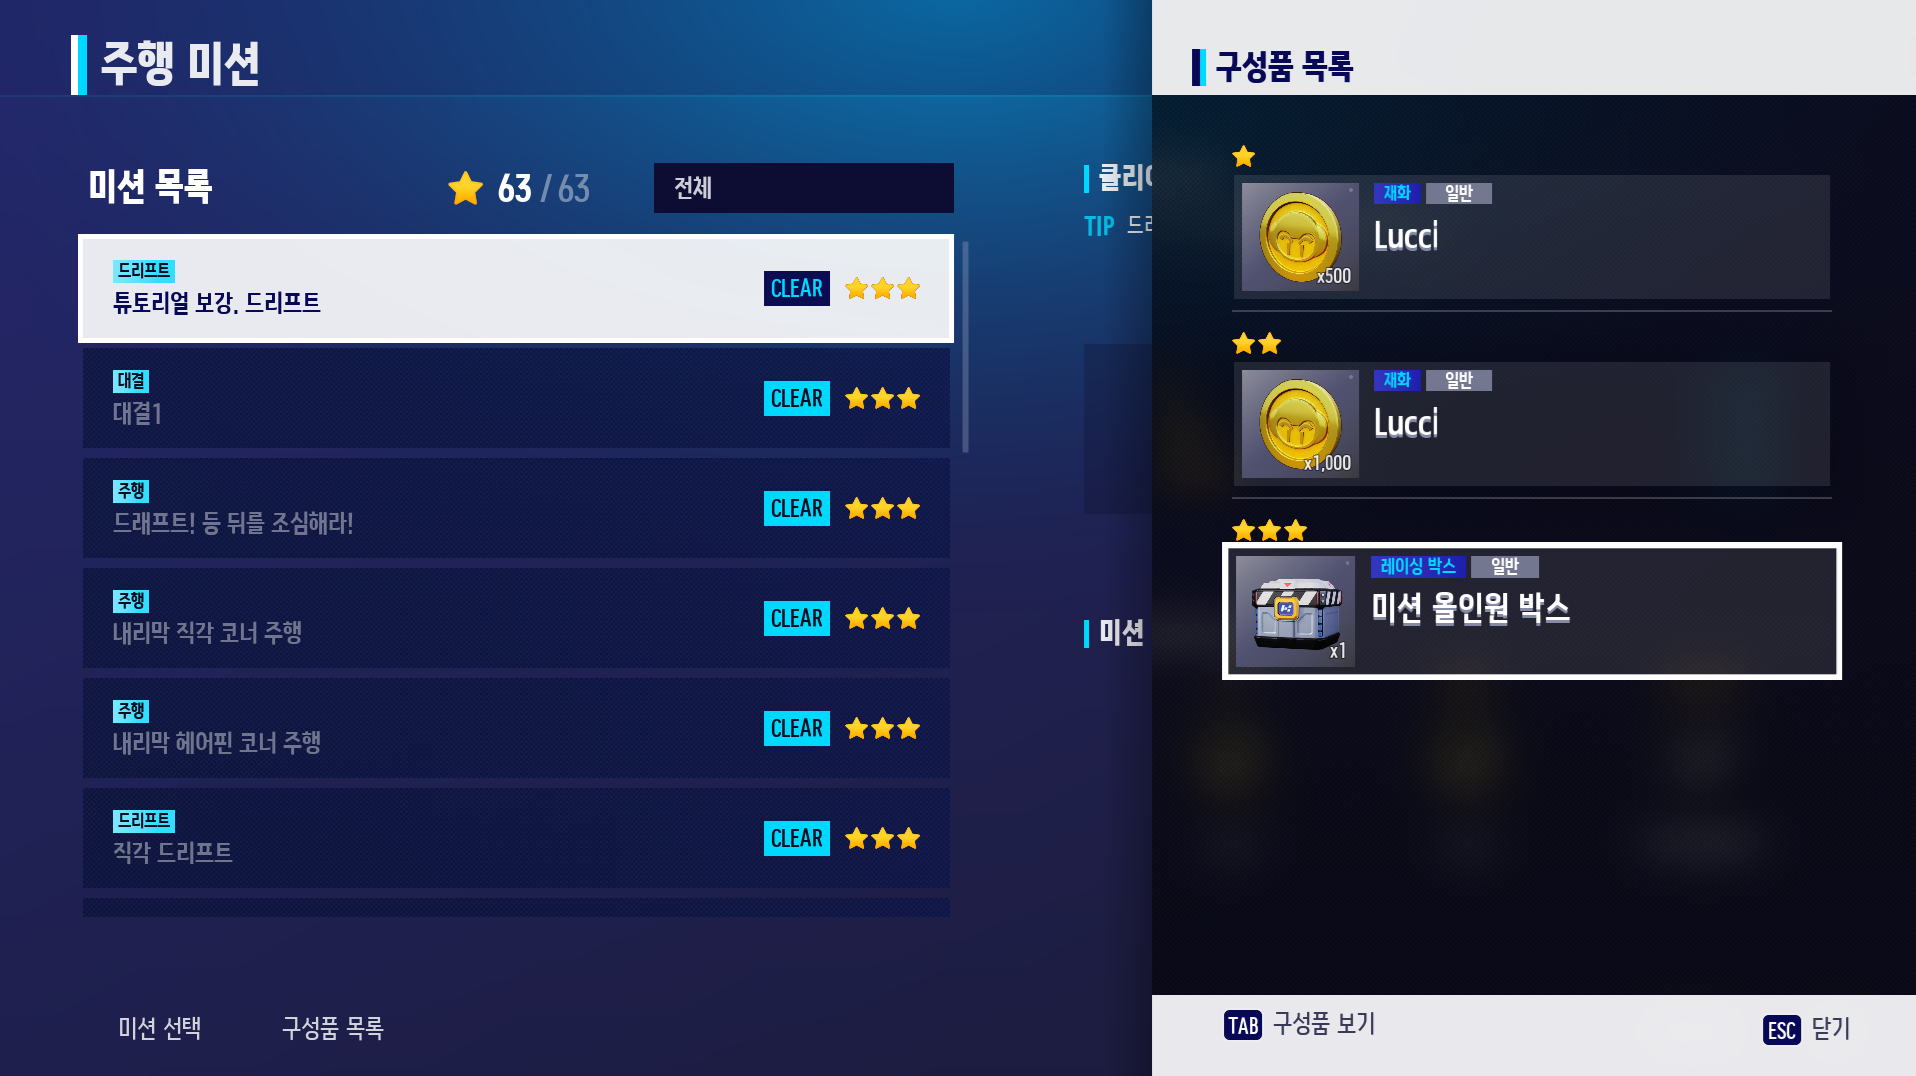 주행 미션
미션 목록
63 / 63
전체
드리프트
튜토리얼 보강. 드리프트
CLEAR
대결
대결1
CLEAR
주행
드래프트! 등 뒤를 조심해라!
CLEAR
주행
내리막 직각 코너 주행
CLEAR
주행
내리막 헤어핀 코너 주행
CLEAR
드리프트
직각 드리프트
CLEAR
미션 선택
구성품 목록
TIP
미션
구성품 목록
재화 일반
Lucci
x500
재화 일반
Lucci
x1,000
레이싱 박스 일반
미션 올인원 박스
x1
TAB 구성품 보기
ESC 닫기